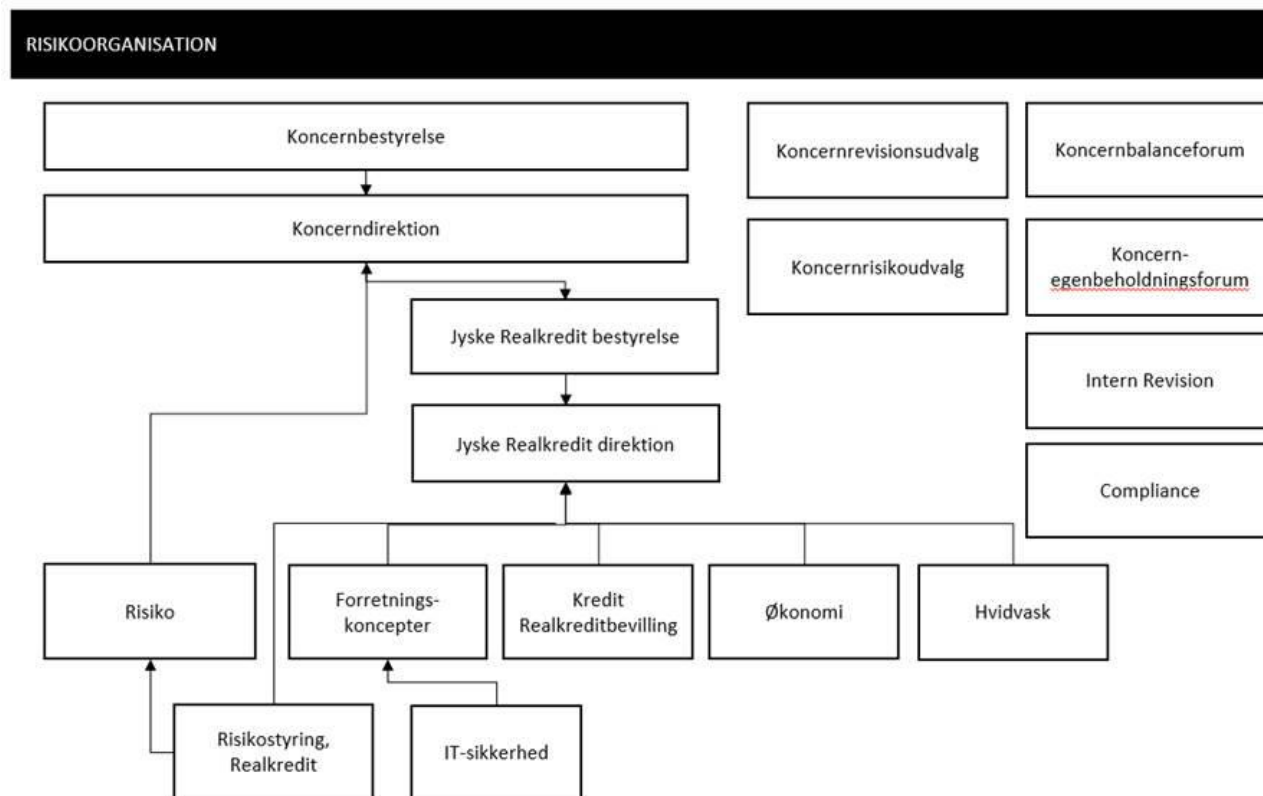 RISIKOORGANISATION
Koncernbestyrelse
Koncerndirektion
Koncernrevisionsudvalg
Koncernbalanceforum
Koncernrisikoudvalg
Koncern-
egenbeholdningsforum
Jyske Realkredit bestyrelse
Intern Revision
Jyske Realkredit direktion
Compliance
Risiko
Forretnings-
koncepter
Kredit
Realkreditbevilling
Økonomi
Hvidvask
Risikostyring,
Realkredit
IT-sikkerhed